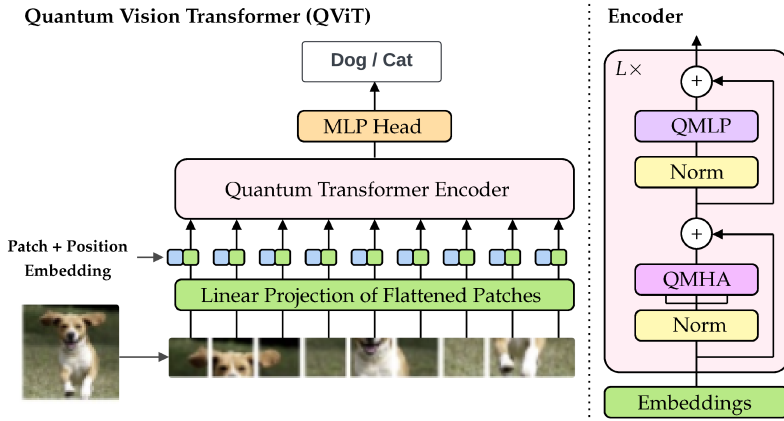 Quantum Vision Transformer (QViT)
Dog / Cat
MLP Head
Quantum Transformer Encoder
Patch + Position
Embedding
Linear Projection of Flattened Patches
Encoder
L×
+
QMLP
Norm
+
QMHA
Norm
Embeddings